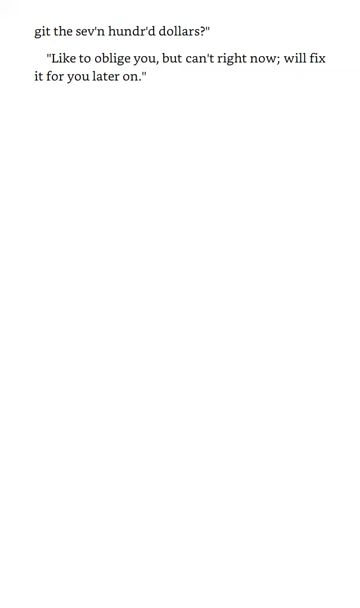 git the sev'n hundr'd dollars?"
"Like to oblige you, but can't right now; will fix
it for you later on."